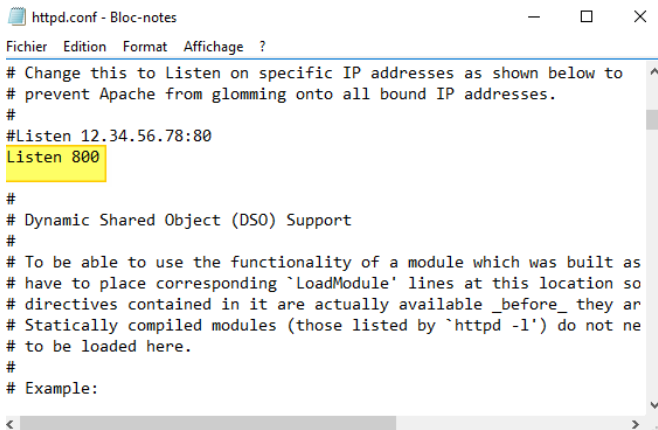 httpd.conf - Bloc-notes
Fichier Edition Format Affichage ?
# Change this to Listen on specific IP addresses as shown below to
# prevent Apache from glomming onto all bound IP addresses.
#
#Listen 12.34.56.78:80
Listen 800
#
# Dynamic Shared Object (DSO) Support
#
# To be able to use the functionality of a module which was built as
# have to place corresponding `LoadModule' lines at this location so
# directives contained in it are actually available _before_ they ar
# Statically compiled modules (those listed by `httpd -l') do not ne
# to be loaded here.
#
# Example: